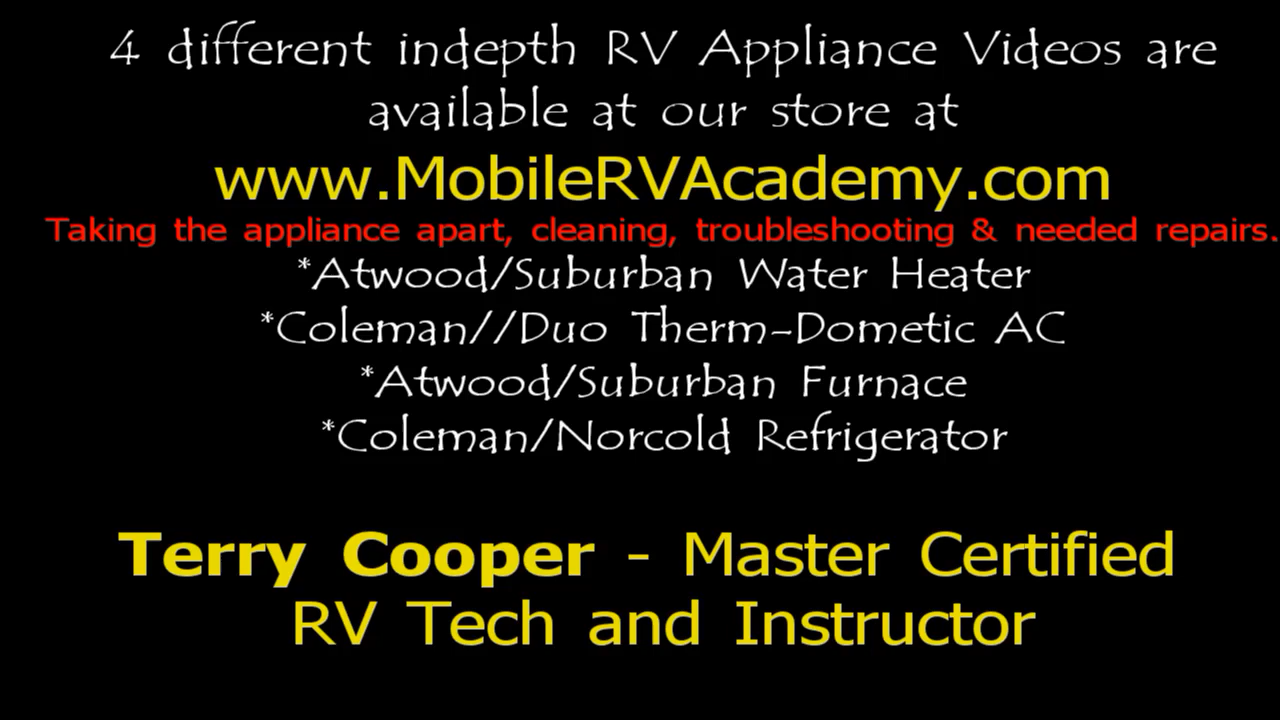 4 different indepth RV Appliance Videos are
available at our store at
www.MobileRVAcademy.com
Taking the appliance apart, cleaning, troubleshooting & needed repairs.
*Atwood/Suburban Water Heater
*Coleman//Duo Therm-Dometic AC
*Atwood/Suburban Furnace
*Coleman/Norcold Refrigerator
Terry Cooper - Master Certified
RV Tech and Instructor